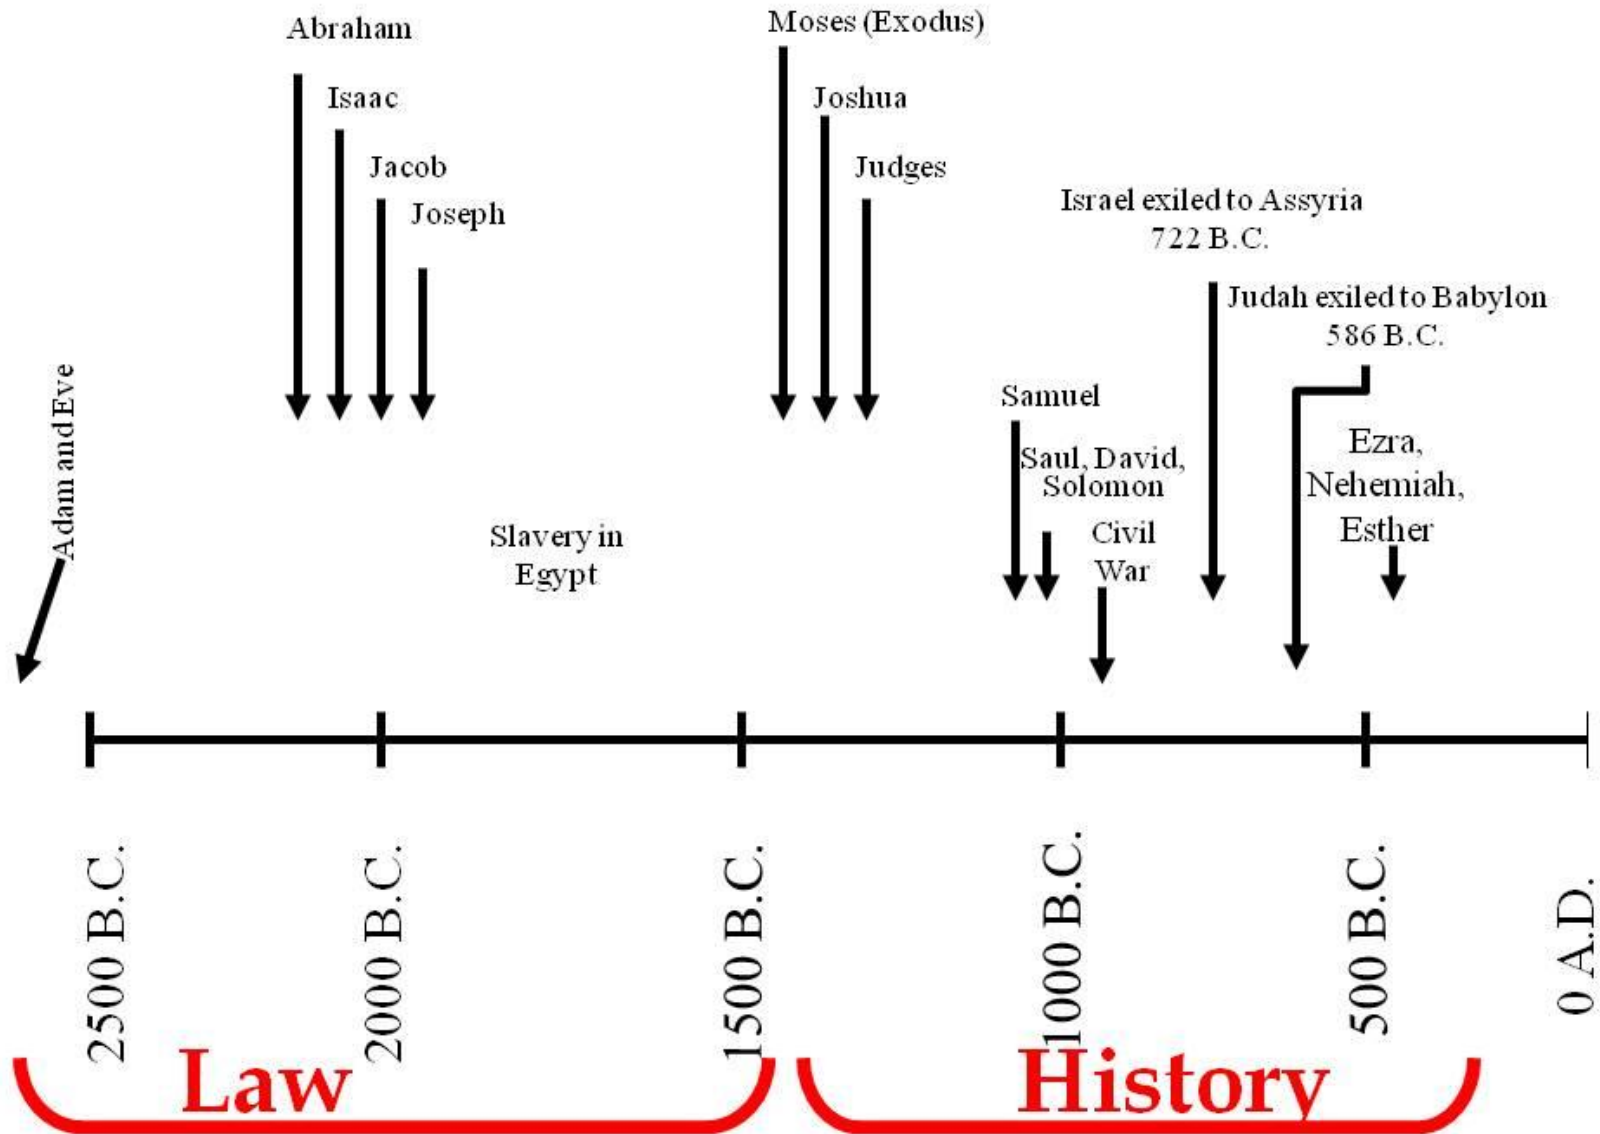 Abraham
Moses (Exodus)
Isaac
Joshua
Jacob
Judges
Joseph
Israel exiled to Assyria
722 B.C.
Judah exiled to Babylon
586 B.C.
Adam and Eve
Samuel
Saul, David,
Solomon
Ezra,
Nehemiah,
Esther
Civil
War
Slavery in
Egypt
2500 B.C.
2000 B.C.
1500 B.C.
1000 B.C.
500 B.C.
0 A.D.
Law
History